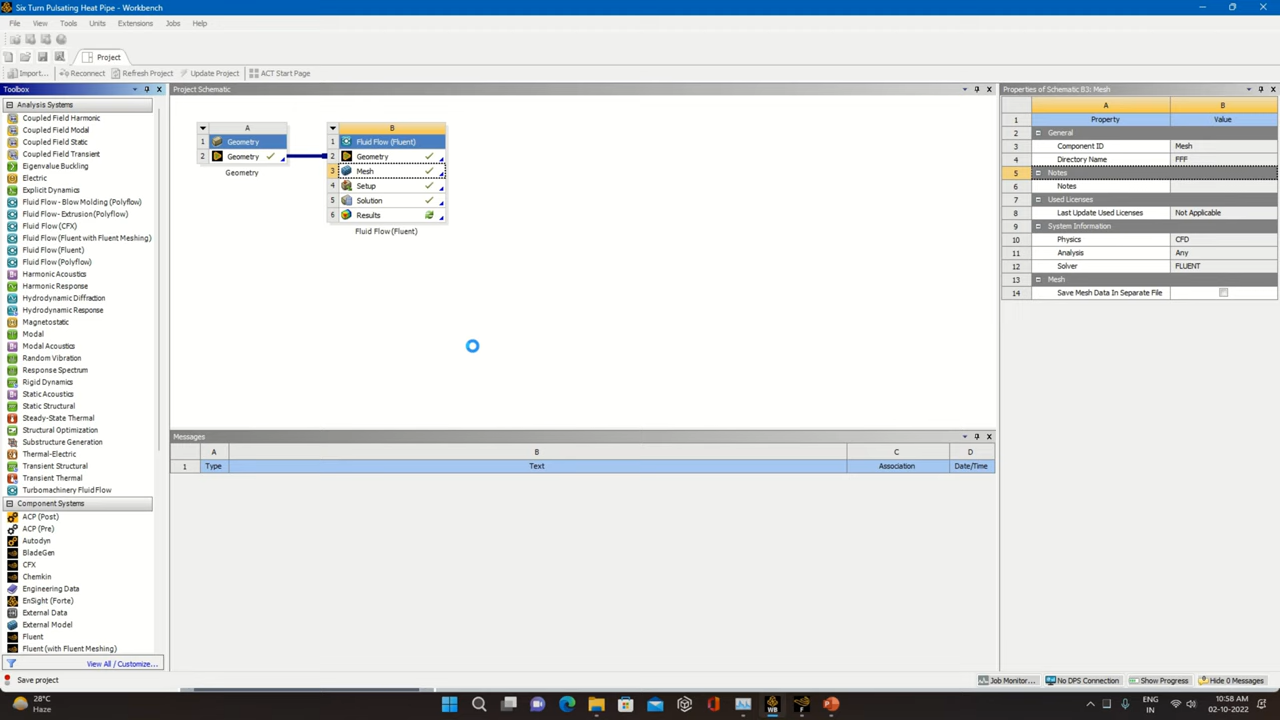 Six Turn Pulsating Heat Pipe - Workbench
File View Tools Units Extensions Jobs Help
Project
Import... Reconnect Refresh Project Update Project ACT Start Page
Toolbox
Analysis Systems
Coupled Field Harmonic
Coupled Field Modal
Coupled Field Static
Coupled Field Transient
Eigenvalue Buckling
Electric
Explicit Dynamics
Fluid Flow - Blow Molding (Polyflow)
Fluid Flow- Extrusion (Polyflow)
Fluid Flow (CFX)
Fluid Flow (Fluent with Fluent Meshing)
Fluid Flow (Fluent)
Fluid Flow (Polyflow)
Harmonic Acoustics
Harmonic Response
Hydrodynamic Diffraction
Hydrodynamic Response
Magnetostatic
Modal
Modal Acoustics
Random Vibration
Response Spectrum
Rigid Dynamics
Static Acoustics
Static Structural
Steady-State Thermal
Structural Optimization
Substructure Generation
Thermal-Electric
Transient Structural
Transient Thermal
Turbomachinery Fluid Flow
Component Systems
ACP (Post)
ACP (Pre)
Autodyn
BladeGen
CFX
Chemkin
Engineering Data
EnSight (Forte)
External Data
External Model
Fluent
Fluent (with Fluent Meshing)
View All / Customize...
Project Schematic
A
1 Geometry
2 Geometry
Geometry
B
1 Fluid Flow (Fluent)
2 Geometry
3 Mesh
4 Setup
5 Solution
6 Results
Fluid Flow (Fluent)
Messages
A B C D
1 Type Text Association Date/Time
Properties of Schematic B3: Mesh
A B
1 Property Value
2 General
3 Component ID Mesh
4 Directory Name FFF
5 Notes
6 Notes
7 Used Licenses
8 Last Update Used Licenses Not Applicable
9 System Information
10 Physics CFD
11 Analysis Any
12 Solver FLUENT
13 Mesh
14 Save Mesh Data In Separate File
Save project
Job Monitor... No DPS Connection Show Progress Hide 0 Messages
28°C
Haze
WB
ENG
IN
10:58 AM
02-10-2022